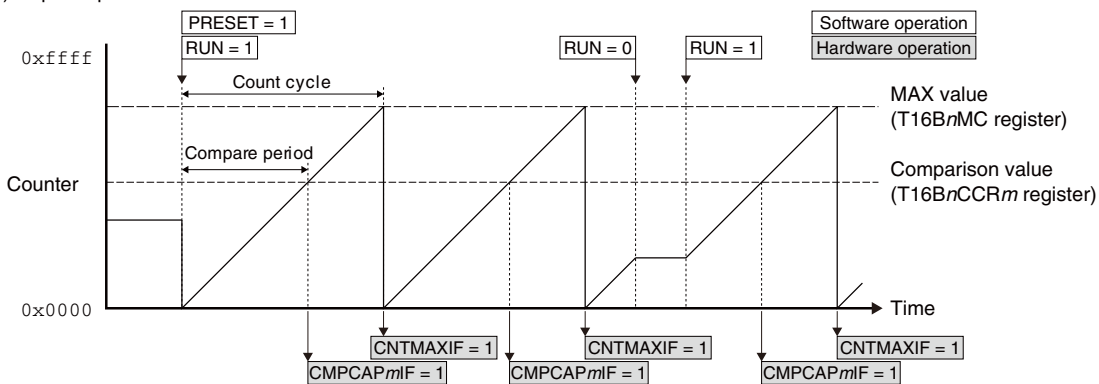 PRESET = 1
Software operation
RUN = 1
RUN = 0
RUN = 1
Hardware operation
0xffff
Count cycle
MAX value
(T16BnMC register)
Compare period
Comparison value
(T16BnCCRm register)
Counter
0x0000
Time
CNTMAXIF = 1
CNTMAXIF = 1
CNTMAXIF = 1
CMPCAPmIF = 1
CMPCAPmIF = 1
CMPCAPmIF = 1